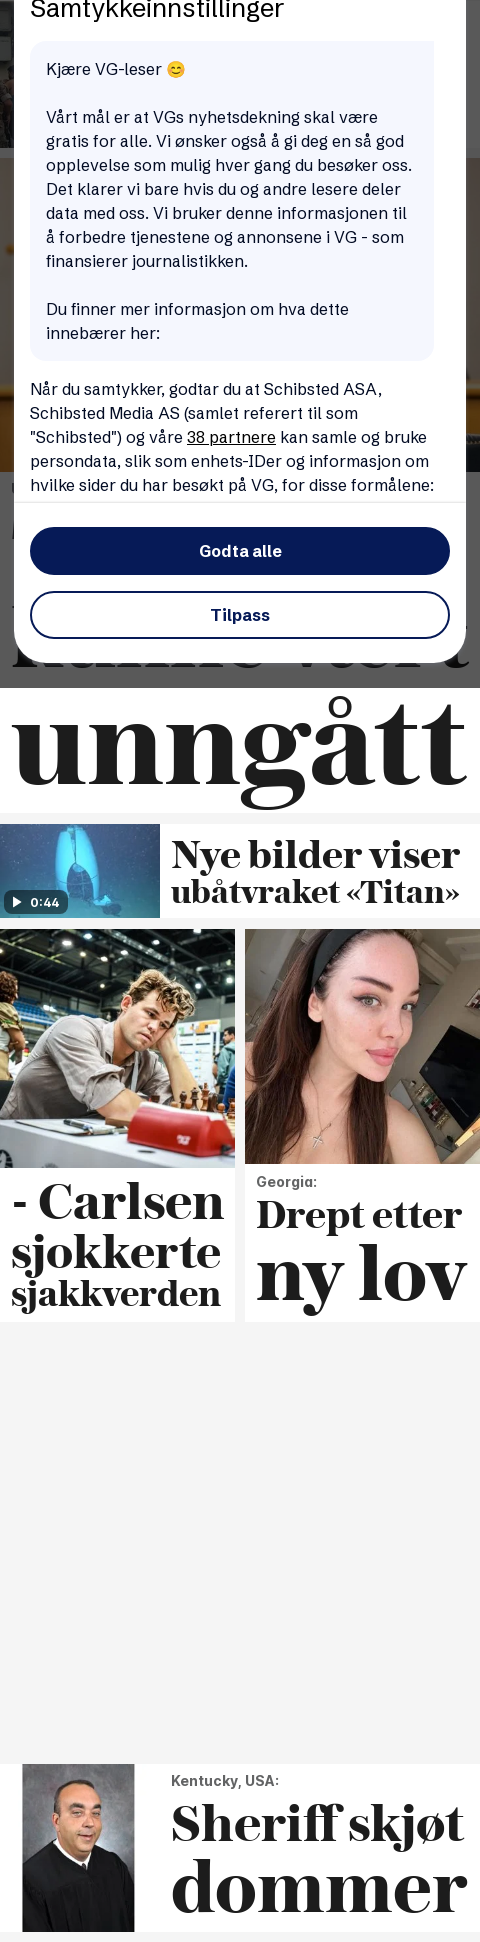 Samtykkeinnstillinger
Kjære VG-leser 😊
Vårt mål er at VGs nyhetsdekning skal være
gratis for alle. Vi ønsker også å gi deg en så god
opplevelse som mulig hver gang du besøker oss.
Det klarer vi bare hvis du og andre lesere deler
data med oss. Vi bruker denne informasjonen til
å forbedre tjenestene og annonsene i VG - som
finansierer journalistikken.
Du finner mer informasjon om hva dette
innebærer her:
Når du samtykker, godtar du at Schibsted ASA,
Schibsted Media AS (samlet referert til som
"Schibsted") og våre 38 partnere kan samle og bruke
persondata, slik som enhets-IDer og informasjon om
hvilke sider du har besøkt på VG, for disse formålene:
Godta alle
Tilpass
unngått
0:44
Nye bilder viser
ubåtvraket «Titan»
- Carlsen
sjokkerte
sjakkverden
Georgia:
Drept etter
ny lov
Kentucky, USA:
Sheriff skjøt
dommer